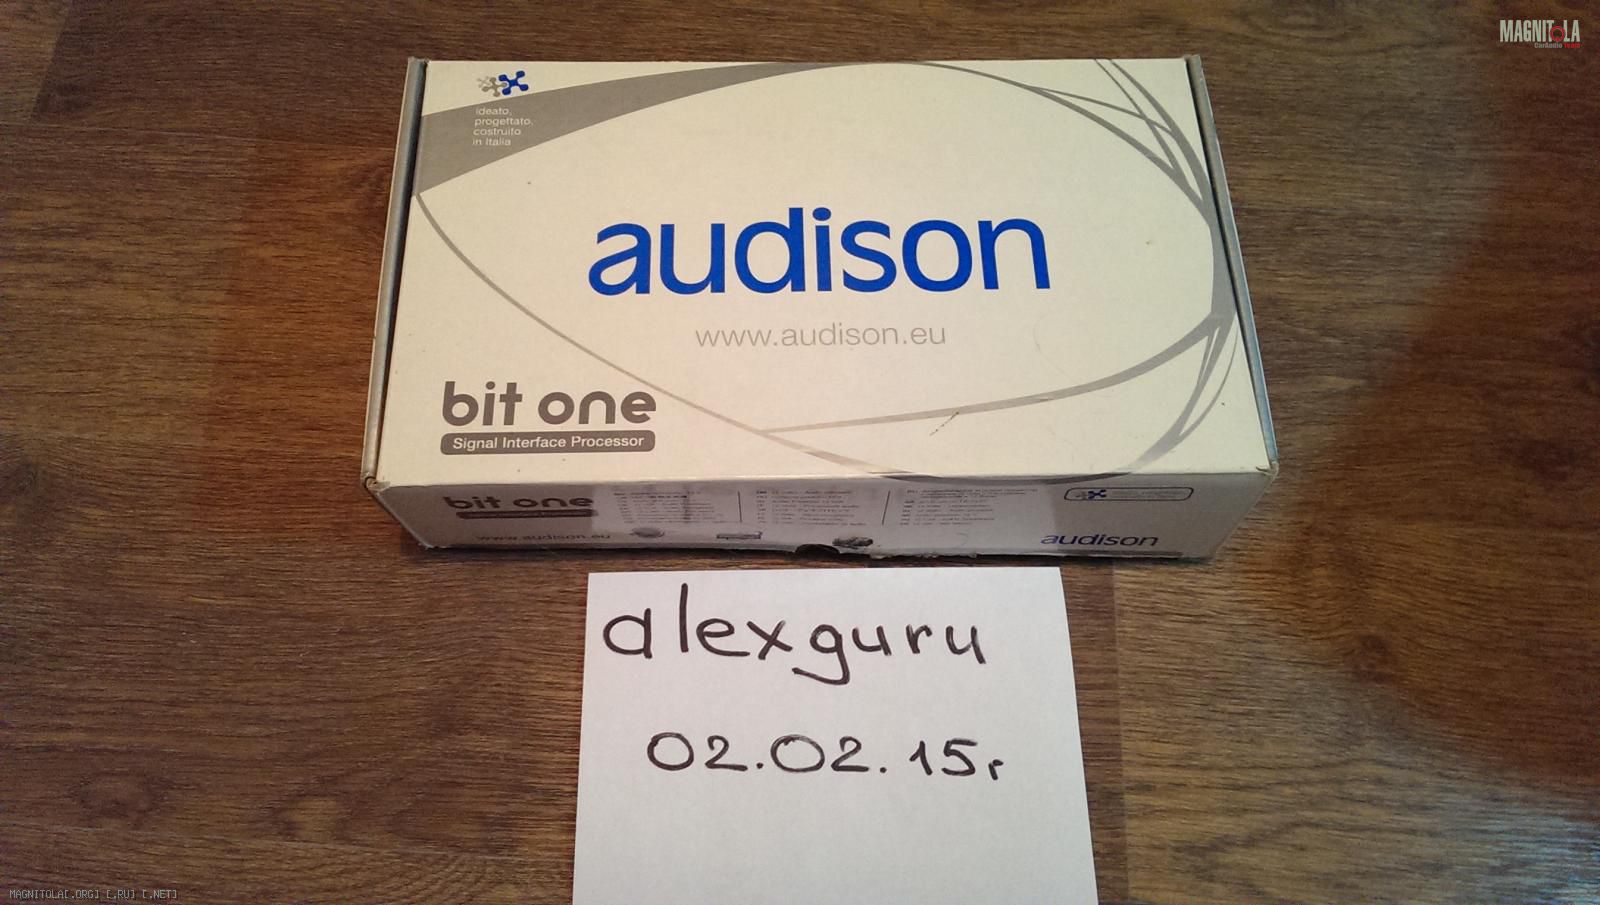 MAGNITOLA
CarAudio
ideato,
progettato,
costruito
in Italia
audison
www.audison.eu
bit one
Signal Interface Processor
bit one
www.audison.eu
audison
alexguru
02.02.15г
MAGNITOLA[.ORG] [.RU] [.NET]